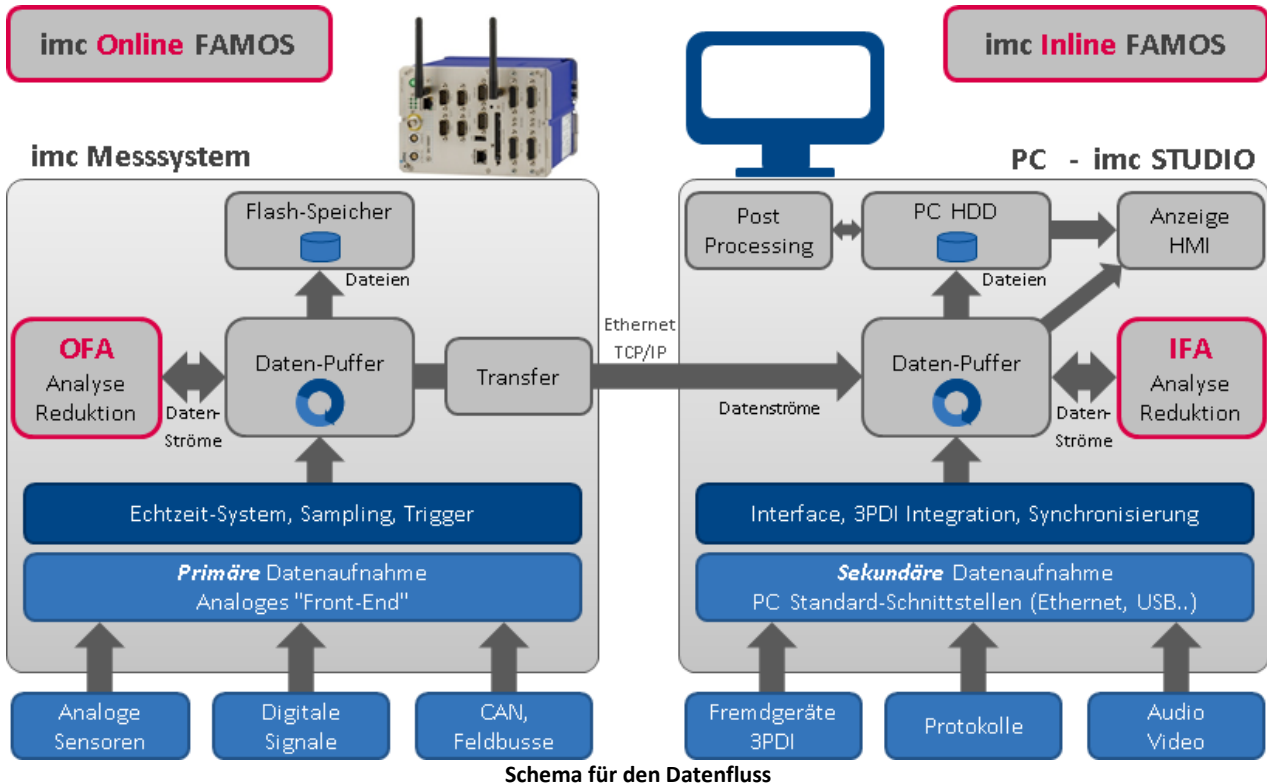 imc Online FAMOS
imc Inline FAMOS
imc Messsystem
PC - imc STUDIO
Flash-Speicher
Dateien
OFA
Analyse
Reduktion
Daten-
Ströme
Daten-Puffer
Transfer
Ethernet
TCP/IP
Datenströme
Echtzeit-System, Sampling, Trigger
Primäre Datenaufnahme
Analoges "Front-End"
Analoge
Sensoren
Digitale
Signale
CAN,
Feldbusse
Post
Processing
PC HDD
Anzeige
HMI
Dateien
Daten-Puffer
Daten-
Ströme
IFA
Analyse
Reduktion
Interface, 3PDI Integration, Synchronisierung
Sekundäre Datenaufnahme
PC Standard-Schnittstellen (Ethernet, USB..)
Fremdgeräte
3PDI
Protokolle
Audio
Video
Schema für den Datenfluss